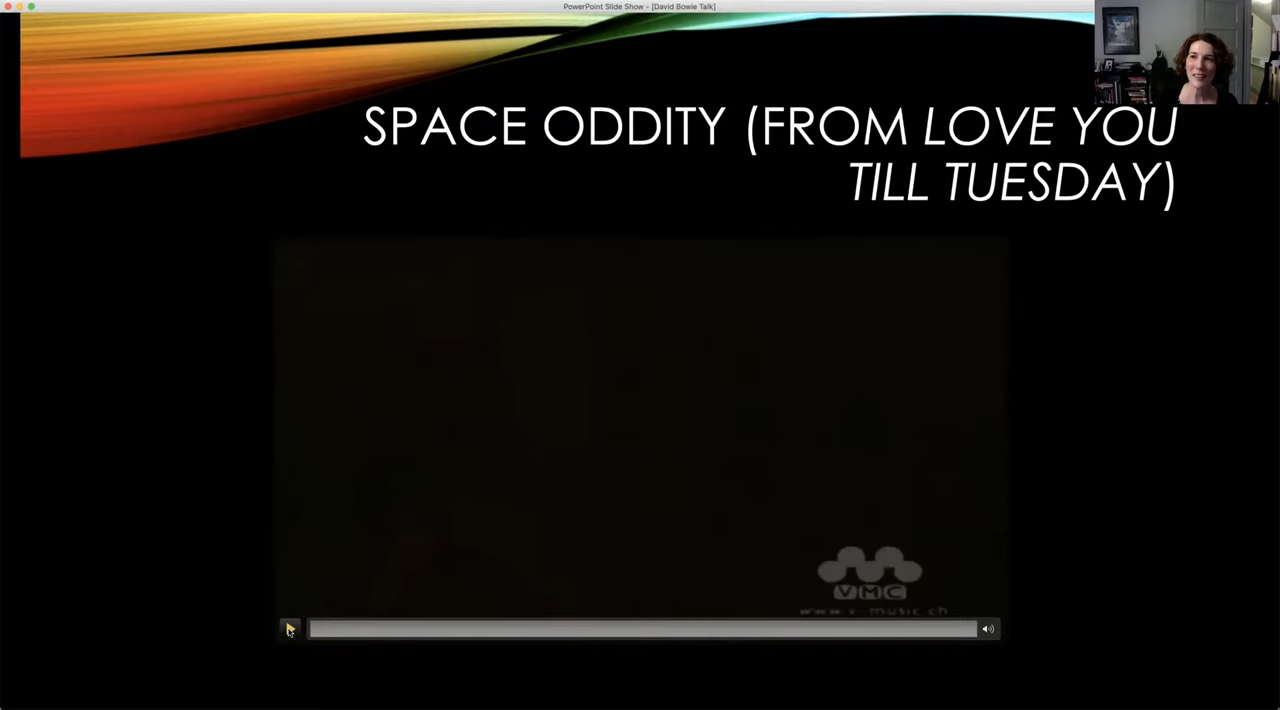 PowerPoint Slide Show - [David Bowie Talk]
SPACE ODDITY (FROM LOVE YOU
TILL TUESDAY)
VMC